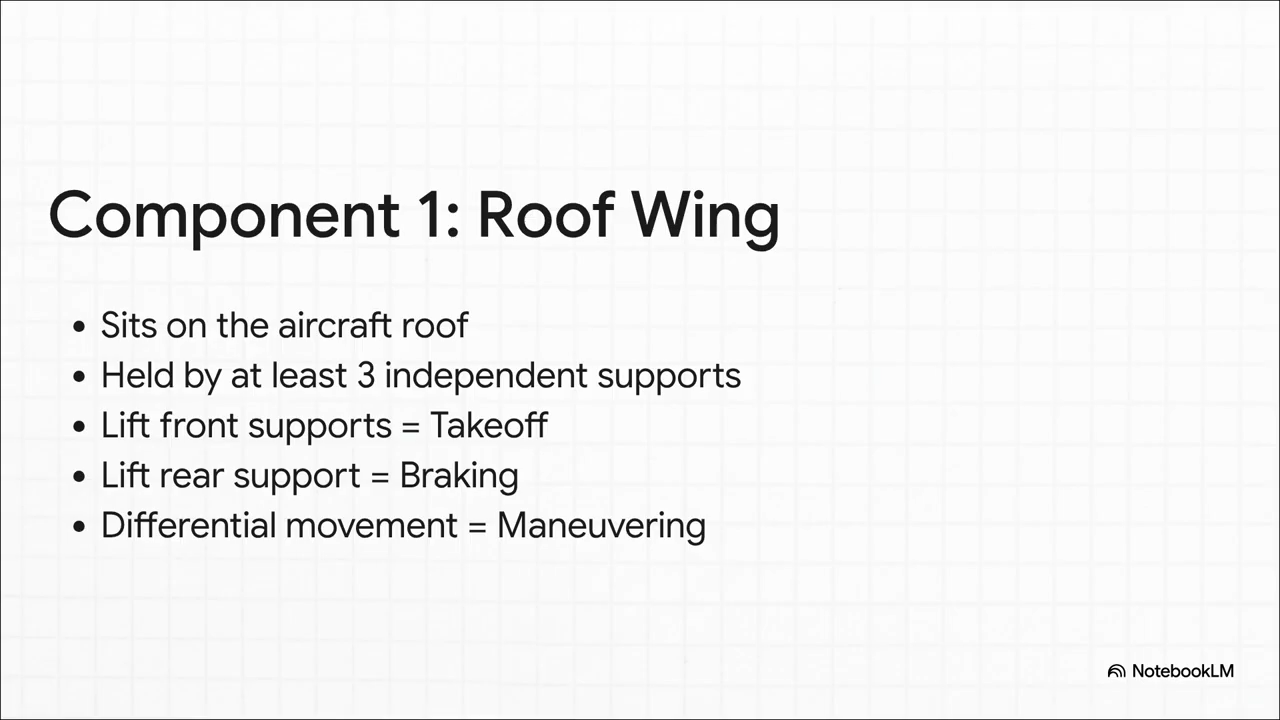 Component 1: Roof Wing
• Sits on the aircraft roof
• Held by at least 3 independent supports
• Lift front supports = Takeoff
• Lift rear support = Braking
• Differential movement = Maneuvering
NotebookLM